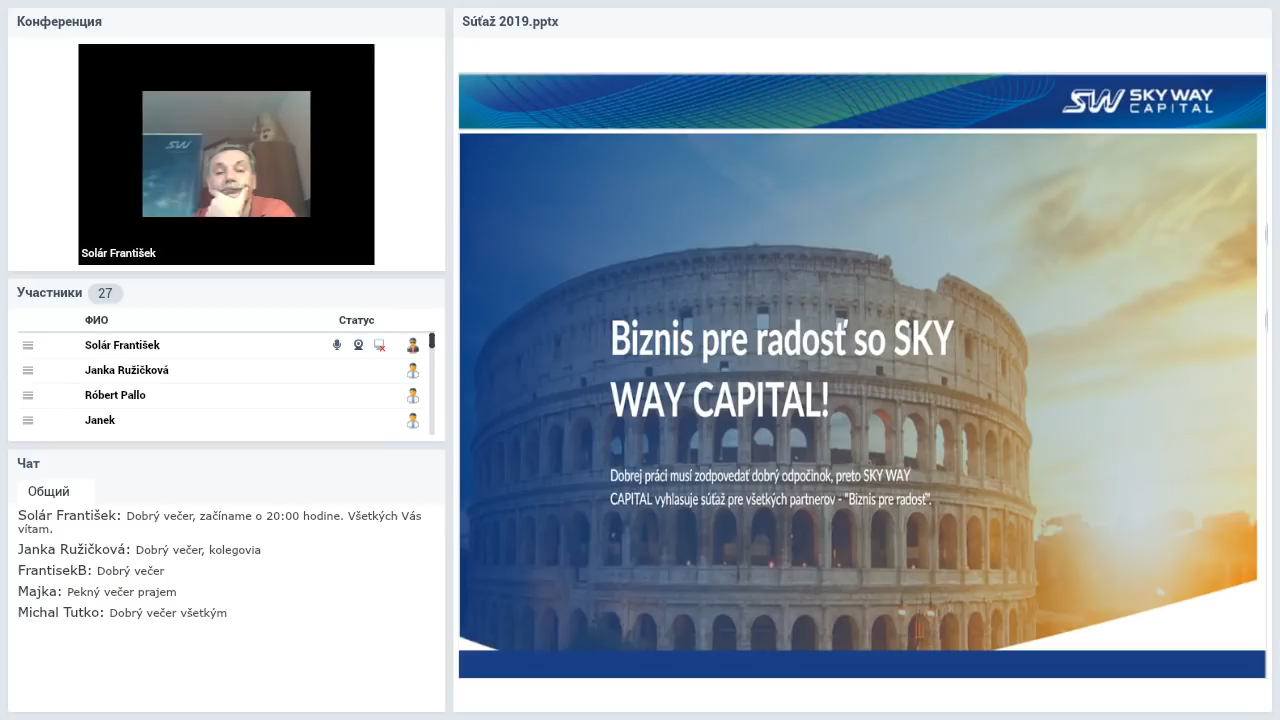 Конференция
Solár František
Участники 27
ФИО Статус
Solár František
Janka Ružičková
Róbert Pallo
Janek
Чат
Общий
Solár František: Dobrý večer, začíname o 20:00 hodine. Všetkých Vás
vítam.
Janka Ružičková: Dobrý večer, kolegovia
FrantisekB: Dobrý večer
Majka: Pekný večer prajem
Michal Tutko: Dobrý večer všetkým
Súťaž 2019.pptx
SW SKY WAY
CAPITAL
SW
Biznis pre radosť so SKY
WAY CAPITAL!
Dobrej práci musí zodpovedať dobrý odpočinok, preto SKY WAY
CAPITAL vyhlasuje súťaž pre všetkých partnerov - "Biznis pre radosť".